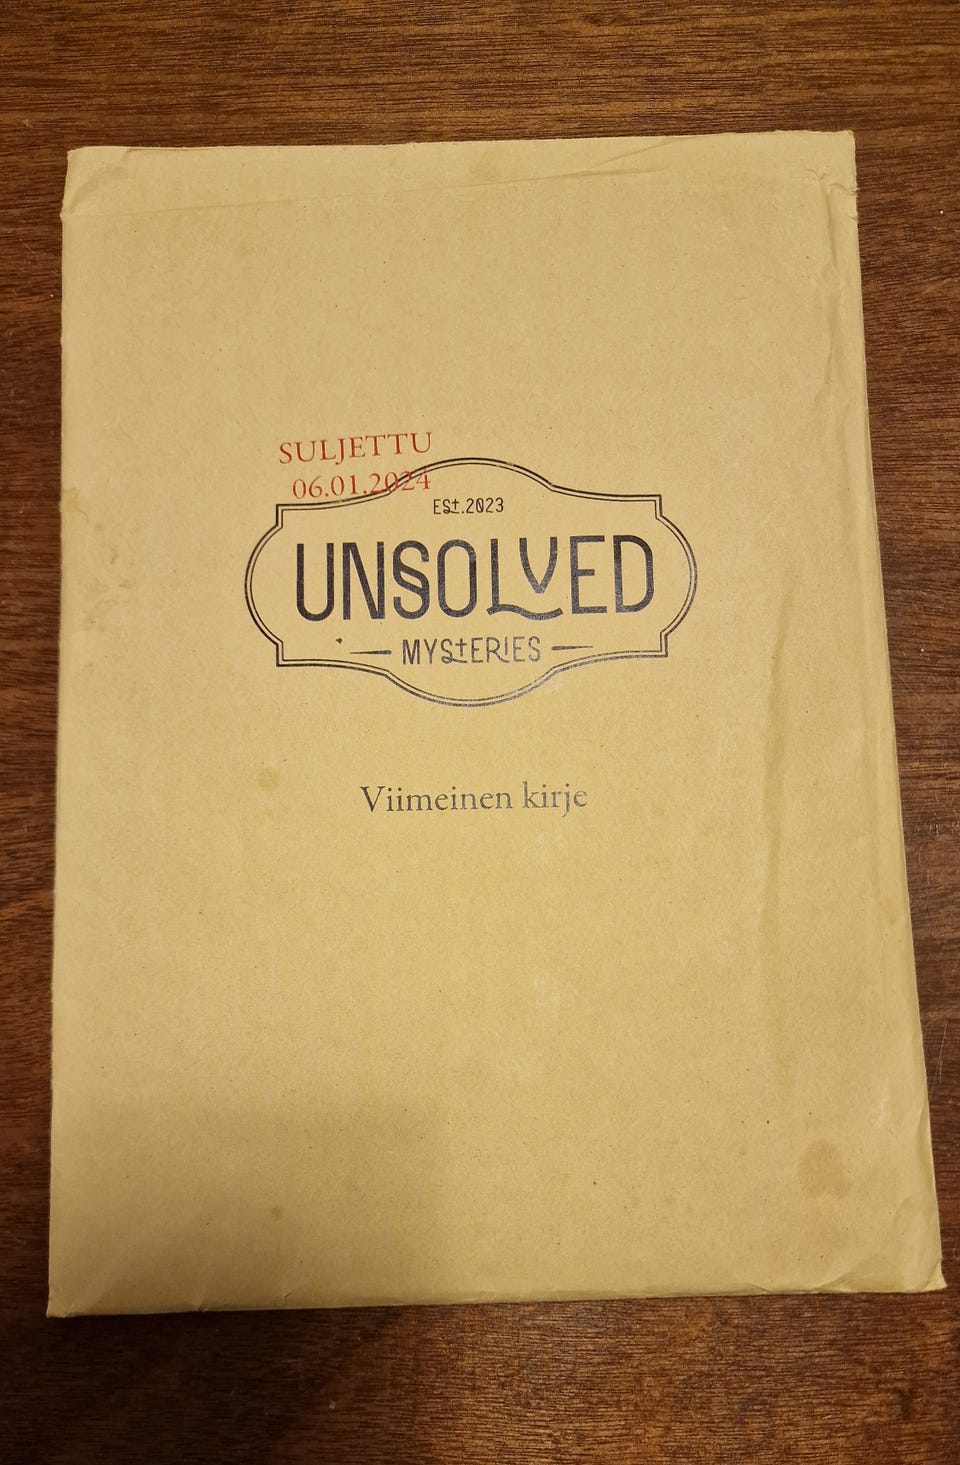 SULJETTU
06.01.2024
Est.2023
UNSOLVED
MYSTERIES
Viimeinen kirje